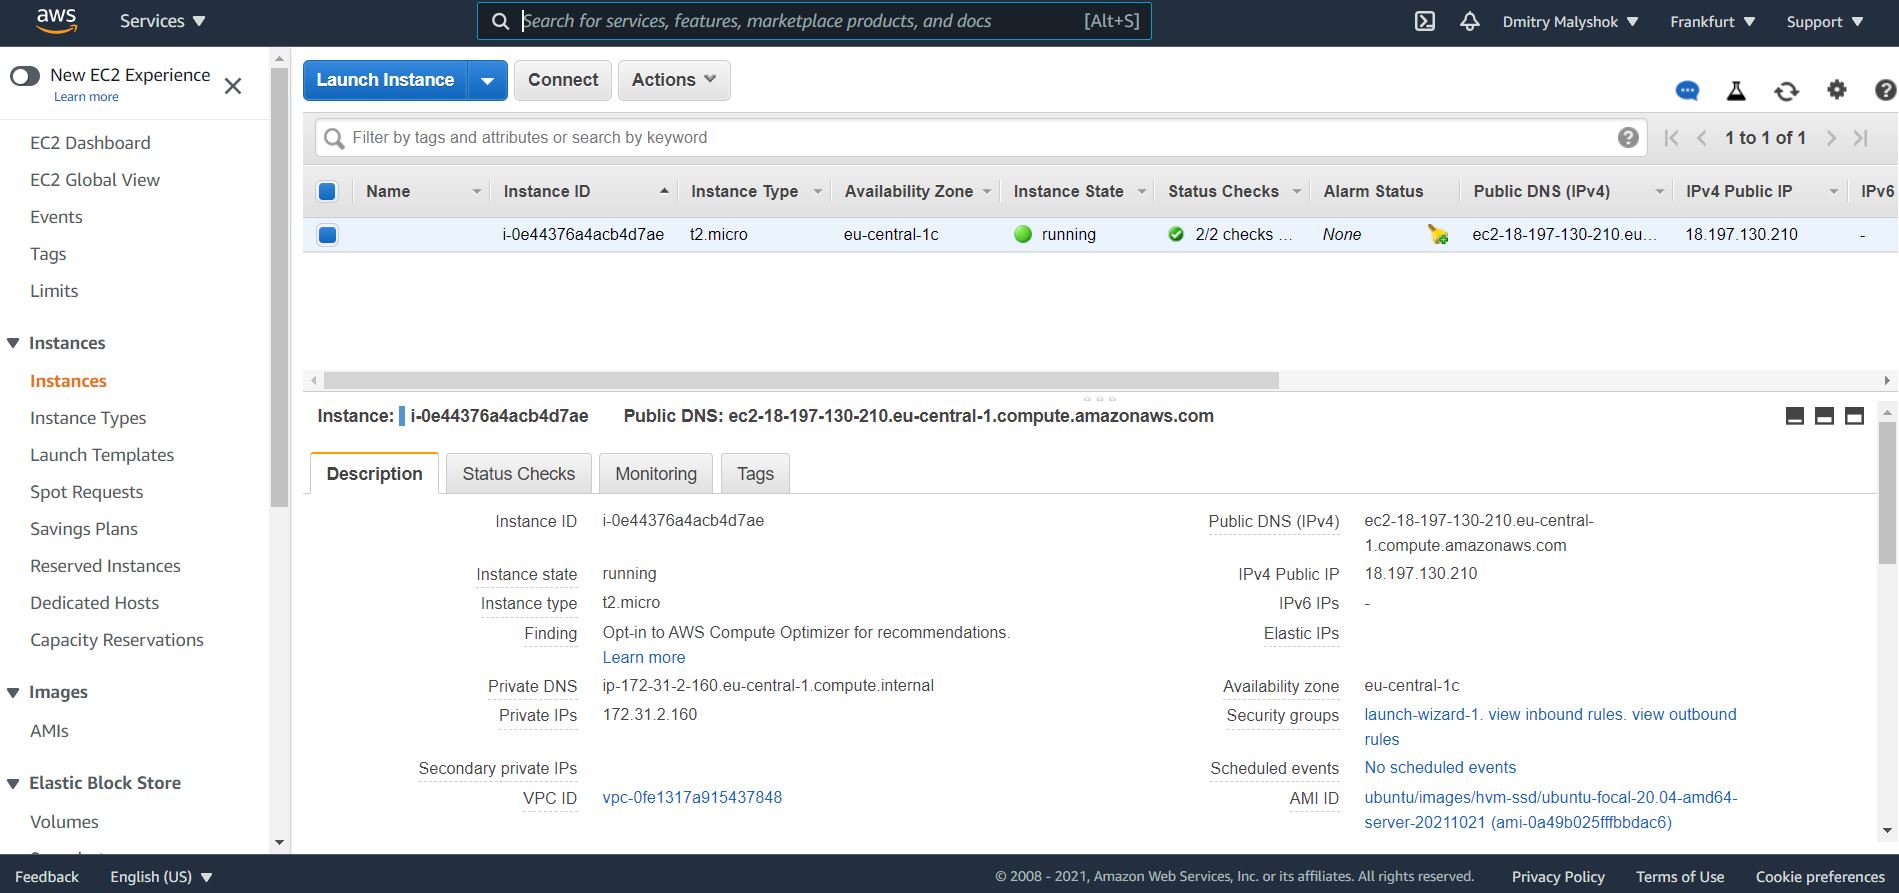 aws
Services
Search for services, features, marketplace products, and docs
[Alt+S]
Dmitry Malyshok
Frankfurt
Support
New EC2 Experience
Learn more
EC2 Dashboard
EC2 Global View
Events
Tags
Limits
Instances
Instances
Instance Types
Launch Templates
Spot Requests
Savings Plans
Reserved Instances
Dedicated Hosts
Capacity Reservations
Images
AMIs
Elastic Block Store
Volumes
Launch Instance
Connect
Actions
Filter by tags and attributes or search by keyword
1 to 1 of 1
Name
Instance ID
Instance Type
Availability Zone
Instance State
Status Checks
Alarm Status
Public DNS (IPv4)
IPv4 Public IP
IPv6
i-0e44376a4acb4d7ae
t2.micro
eu-central-1c
running
2/2 checks ...
None
ec2-18-197-130-210.eu...
18.197.130.210
-
Instance: i-0e44376a4acb4d7ae
Public DNS: ec2-18-197-130-210.eu-central-1.compute.amazonaws.com
Description
Status Checks
Monitoring
Tags
Instance ID
i-0e44376a4acb4d7ae
Instance state
running
Instance type
t2.micro
Finding
Opt-in to AWS Compute Optimizer for recommendations.
Learn more
Private DNS
ip-172-31-2-160.eu-central-1.compute.internal
Private IPs
172.31.2.160
Secondary private IPs
VPC ID
vpc-0fe1317a915437848
Public DNS (IPv4)
ec2-18-197-130-210.eu-central-
1.compute.amazonaws.com
IPv4 Public IP
18.197.130.210
IPv6 IPs
-
Elastic IPs
Availability zone
eu-central-1c
Security groups
launch-wizard-1. view inbound rules. view outbound
rules
Scheduled events
No scheduled events
AMI ID
ubuntu/images/hvm-ssd/ubuntu-focal-20.04-amd64-
server-20211021 (ami-0a49b025fffbbdac6)
Feedback
English (US)
© 2008 - 2021, Amazon Web Services, Inc. or its affiliates. All rights reserved.
Privacy Policy
Terms of Use
Cookie preferences